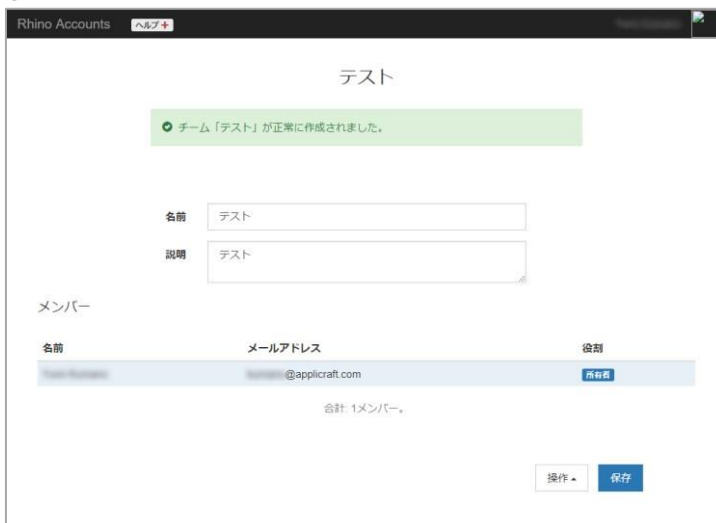 Rhino Accounts ヘルプ+
テスト
チーム「テスト」が正常に作成されました。
名前 テスト
説明 テスト
メンバー
名前 メールアドレス 役割
@applicraft.com 所有者
合計: 1メンバー。
操作 保存